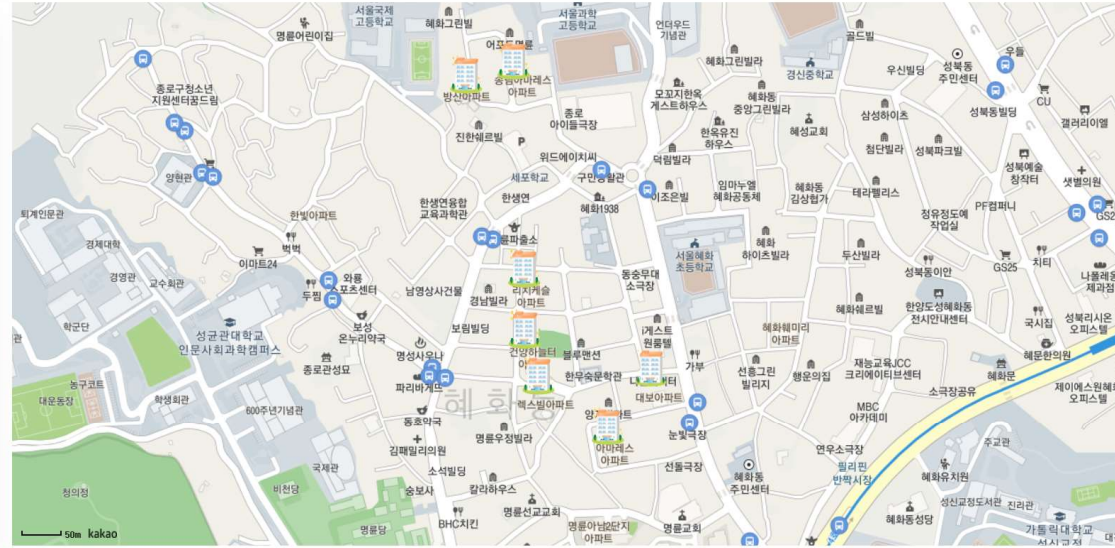 서울국제
고등학교
혜화그린빌
명륜어린이집
서울과학
고등학교
언더우드
기념관
골드빌
혜화그린빌라
경신중학교
우신빌딩
성북동
주민센터
우들
CU
성북동빌딩
갤러리이엘
종로구청소년
지원센터꿈드림
방산아파트
아파트
모꼬지한옥
게스트하우스
혜화동
중앙그린빌라
삼성하이츠
종로
아이들극장
진한쉐르빌
P
한옥유진
하우스
혜성교회
첨단빌라
성북파크빌
성북예술
창작터
샛별의원
양현관
위드에이치씨
덕림빌라
세포학교
한생연
이조은빌
임마누엘
혜화공동체
혜화동
김상협가
테라펠리스
PF컴퍼니
정유정도예
작업실
GS25
퇴계인문관
한빛아파트
한생연융합
교육과학관
혜화1938
경제대학
벅벅
이마트24
서울혜화
초등학교
혜화
하이츠빌라
두산빌라
성북동이안
GS25
치티
나폴레옹
제과점
경영관
교수회관
와룡
스포츠센터
두찜
남영상사건물
경남빌라
리치캐슬
아파트
동숭무대
소극장
혜화쉐르빌
한양도성혜화동
전시안내센터
국시집
성북리시온
오피스텔
학군단
성균관대학교
인문사회과학캠퍼스
보성
온누리약국
보림빌딩
건양하늘터
i게스트
원룸텔
혜화훼미리
아파트
혜문한의원
명성사우나
종로관성묘
파리바게뜨
블루맨션
한무숙문학관
가부
선흥그린
빌리지
행운의집
재능교육JCC
크리에이티브센터
혜화문
제이에스원혜화
오피스텔
농구코트
대운동장
학생회관
600주년기념관
렉스빌아파트
대보아파트
소극장공유
MBC
아카데미
혜화동
동호약국
김패밀리의원
명륜우정빌라
아마레스
아파트
눈빛극장
연우소극장
주교관
국제관
소석빌딩
선돌극장
혜화동
주민센터
필리핀
반짝시장
혜화유치원
청의정
비천당
숭보사
칼라하우스
성신교정도서관
진리관
명륜당
BHC치킨
명륜선교교회
명륜아남2단지
아파트
명륜교회
혜화동성당
가톨릭대학교
성신교정
50m
kakao